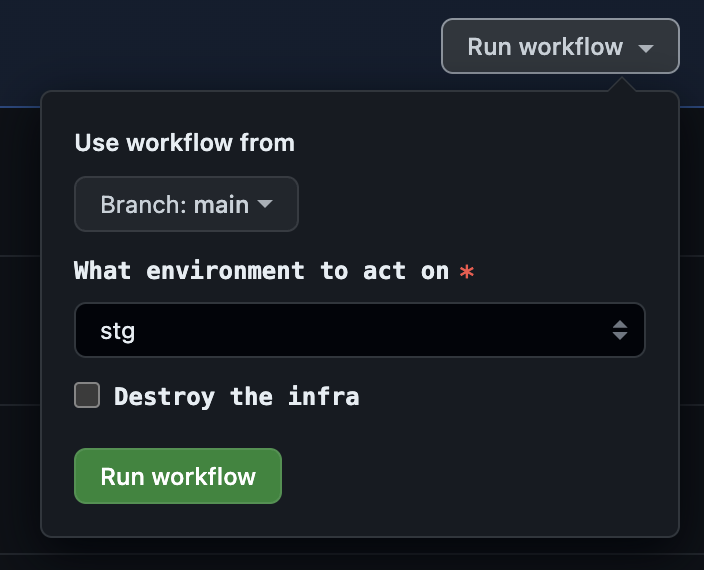 Run workflow
Use workflow from
Branch: main
What environment to act on *
stg
Destroy the infra
Run workflow